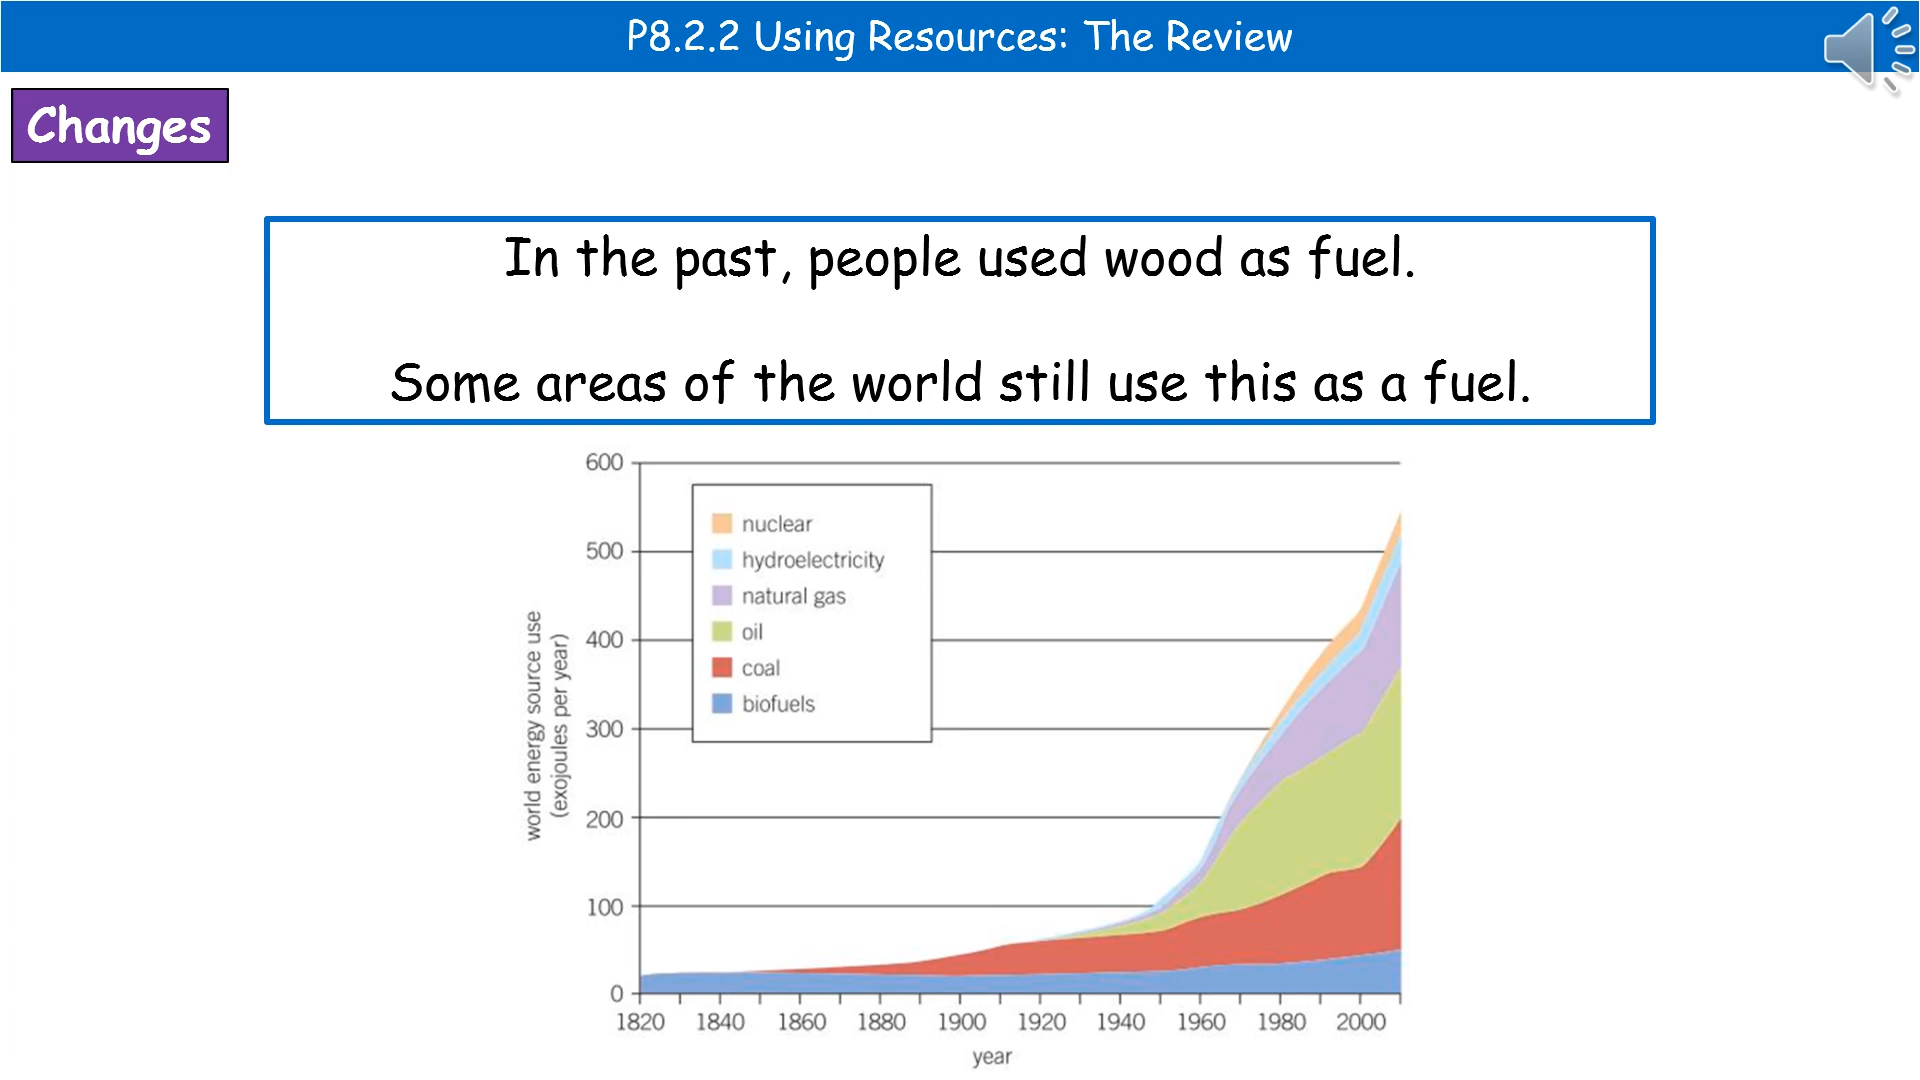 P8.2.2 Using Resources: The Review
Changes
In the past, people used wood as fuel.
Some areas of the world still use this as a fuel.
600
500
400
300
200
100
0
world energy source use
(exojoules per year)
nuclear
hydroelectricity
natural gas
oil
coal
biofuels
1820 1840 1860 1880 1900 1920 1940 1960 1980 2000
year